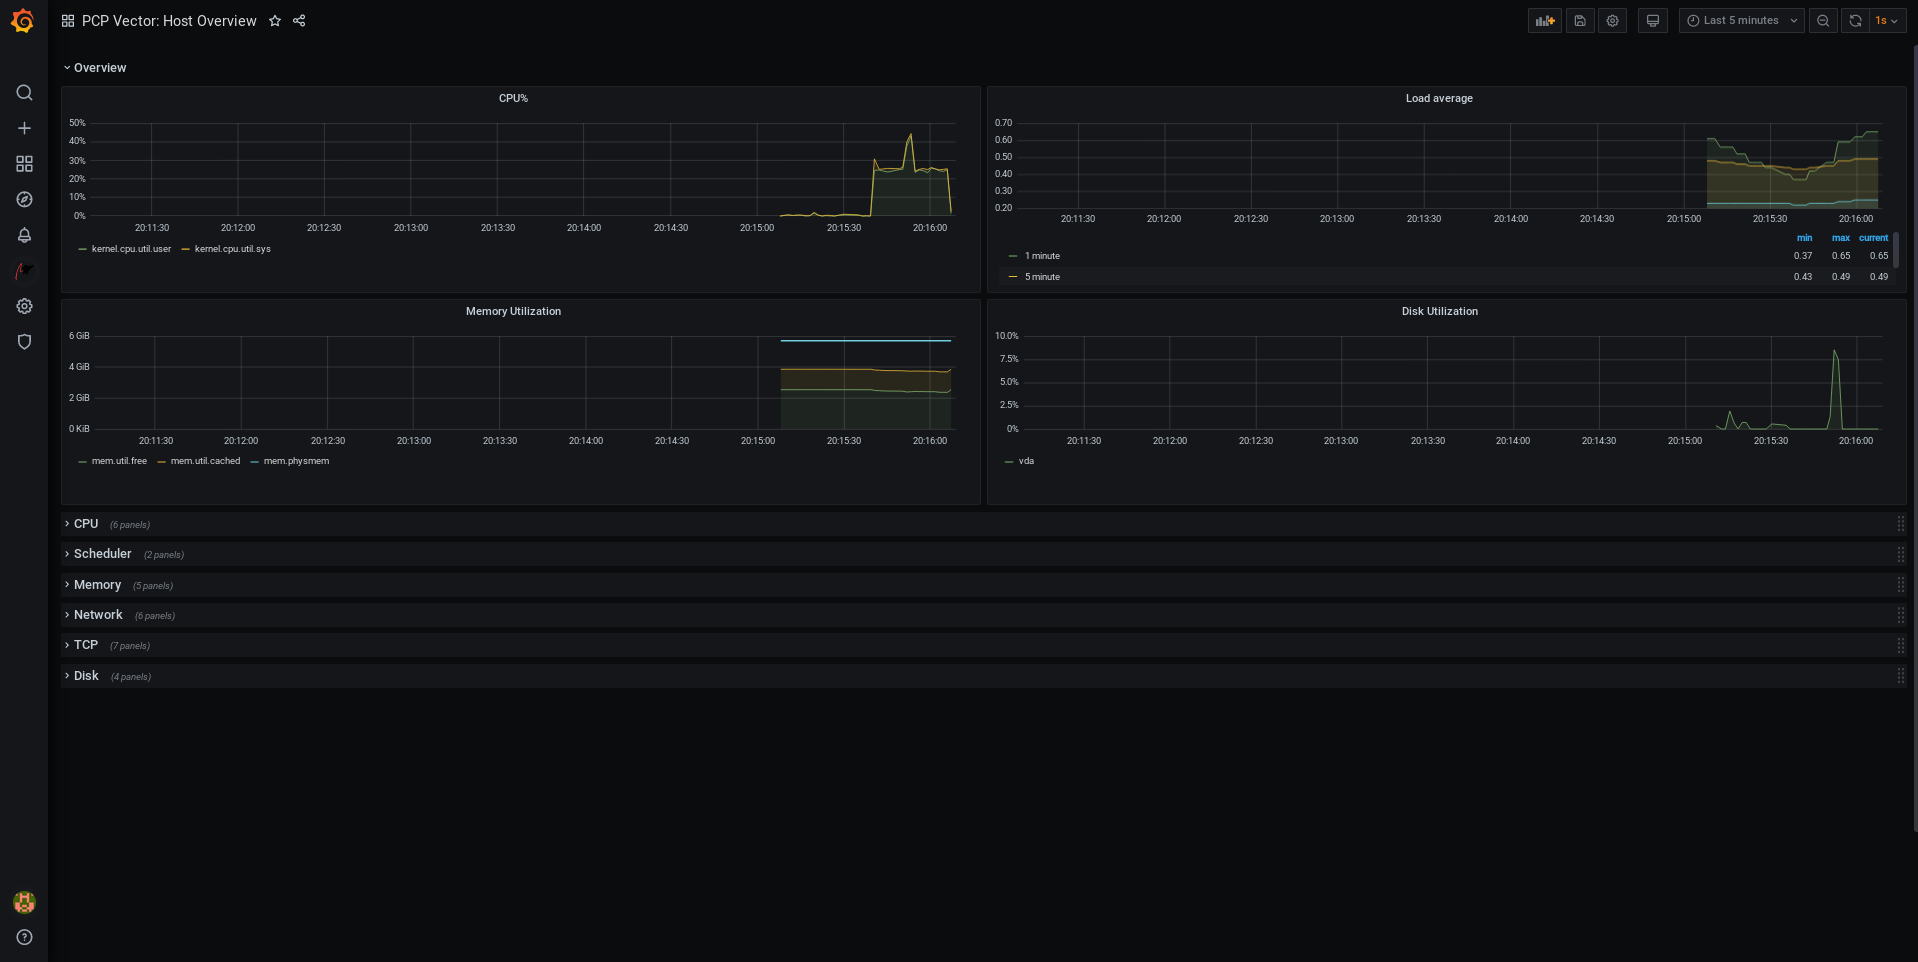 PCP Vector: Host Overview
Last 5 minutes
1s
Overview
CPU%
50%
40%
30%
20%
10%
0%
20:11:30 20:12:00 20:12:30 20:13:00 20:13:30 20:14:00 20:14:30 20:15:00 20:15:30 20:16:00
kernel.cpu.util.user kernel.cpu.util.sys
Load average
0.70
0.60
0.50
0.40
0.30
0.20
20:11:30 20:12:00 20:12:30 20:13:00 20:13:30 20:14:00 20:14:30 20:15:00 20:15:30 20:16:00
min max current
1 minute 0.37 0.65 0.65
5 minute 0.43 0.49 0.49
Memory Utilization
6 GiB
4 GiB
2 GiB
0 KiB
20:11:30 20:12:00 20:12:30 20:13:00 20:13:30 20:14:00 20:14:30 20:15:00 20:15:30 20:16:00
mem.util.free mem.util.cached mem.physmem
Disk Utilization
10.0%
7.5%
5.0%
2.5%
0%
20:11:30 20:12:00 20:12:30 20:13:00 20:13:30 20:14:00 20:14:30 20:15:00 20:15:30 20:16:00
vda
CPU (6 panels)
Scheduler (2 panels)
Memory (5 panels)
Network (6 panels)
TCP (7 panels)
Disk (4 panels)